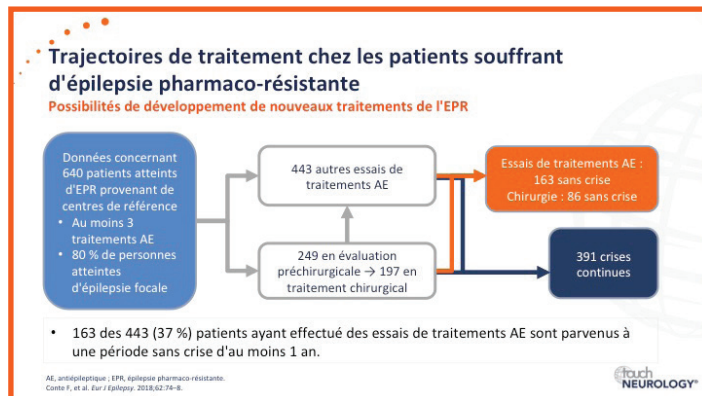 Trajectoires de traitement chez les patients souffrant
d'épilepsie pharmaco-résistante
Possibilités de développement de nouveaux traitements de l'EPR
Données concernant
640 patients atteints
d'EPR provenant de
centres de référence
• Au moins 3
traitements AE
• 80 % de personnes
atteintes
d'épilepsie focale
443 autres essais de
traitements AE
249 en évaluation
préchirurgicale → 197 en
traitement chirurgical
Essais de traitements AE :
163 sans crise
Chirurgie : 86 sans crise
391 crises
continues
• 163 des 443 (37 %) patients ayant effectué des essais de traitements AE sont parvenus à
une période sans crise d'au moins 1 an.
AE, antiépileptique ; EPR, épilepsie pharmaco-résistante.
Conte F, et al. Eur J Epilepsy. 2018;62:74–8.
touch
NEUROLOGY®